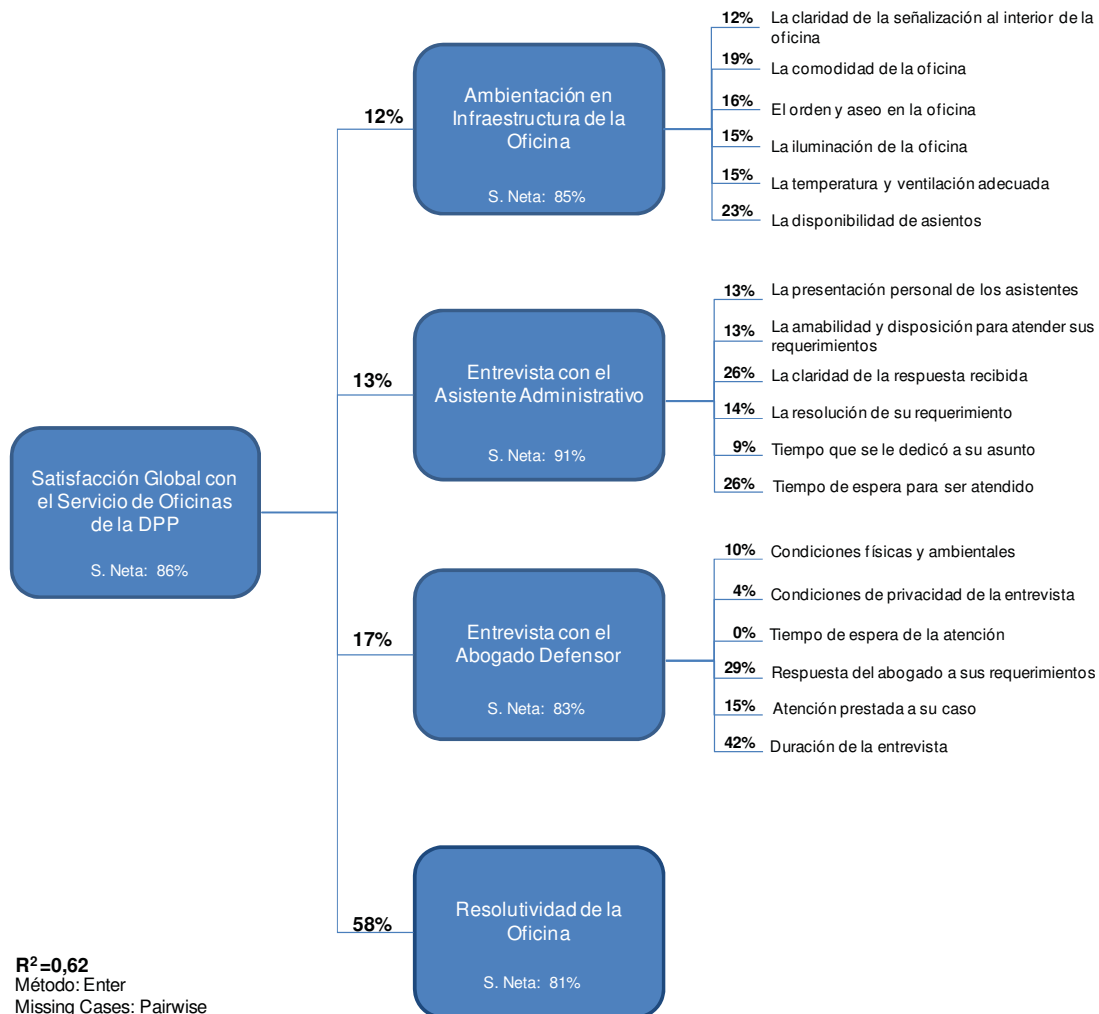 Satisfacción Global con
el Servicio de Oficinas
de la DPP
S. Neta: 86%
12%
Ambientación en
Infraestructura de la
Oficina
S. Neta: 85%
12% La claridad de la señalización al interior de la
oficina
19% La comodidad de la oficina
16% El orden y aseo en la oficina
15% La iluminación de la oficina
15% La temperatura y ventilación adecuada
23% La disponibilidad de asientos
13%
Entrevista con el
Asistente Administrativo
S. Neta: 91%
13% La presentación personal de los asistentes
13% La amabilidad y disposición para atender sus
requerimientos
26% La claridad de la respuesta recibida
14% La resolución de su requerimiento
9% Tiempo que se le dedicó a su asunto
26% Tiempo de espera para ser atendido
17%
Entrevista con el
Abogado Defensor
S. Neta: 83%
10% Condiciones físicas y ambientales
4% Condiciones de privacidad de la entrevista
0% Tiempo de espera de la atención
29% Respuesta del abogado a sus requerimientos
15% Atención prestada a su caso
42% Duración de la entrevista
58%
Resolutividad de la
Oficina
S. Neta: 81%
R²=0,62
Método: Enter
Missing Cases: Pairwise